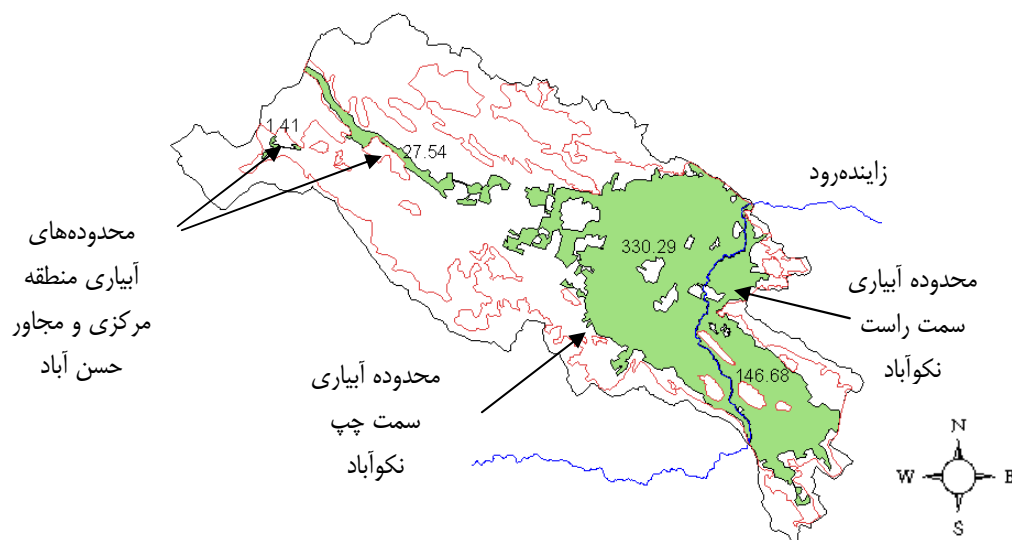 1.41
27.54
زاینده‌رود
330.29
محدوده‌های
آبیاری منطقه
مرکزی و مجاور
حسن آباد
محدوده آبیاری
سمت راست
نکوآباد
محدوده آبیاری
سمت چپ
نکوآباد
146.68
N
W
E
S